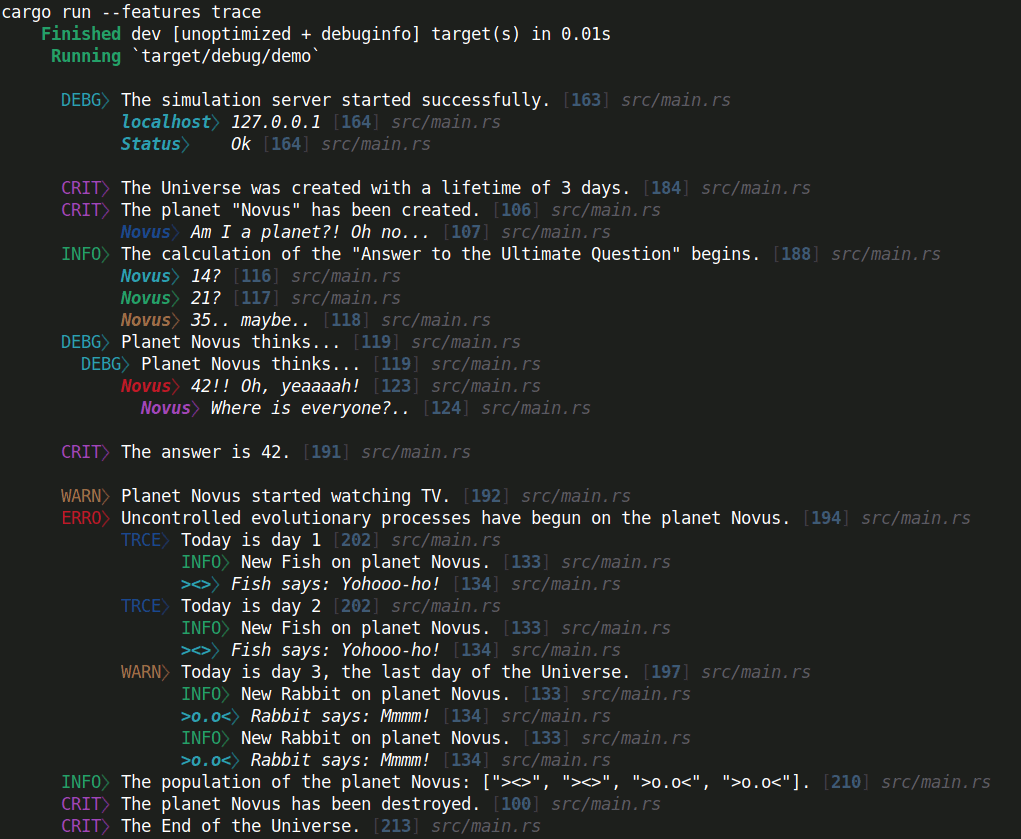 cargo run --features trace
Finished dev [unoptimized + debuginfo] target(s) in 0.01s
Running `target/debug/demo`
DEBG〉 The simulation server started successfully. [163] src/main.rs
localhost〉 127.0.0.1 [164] src/main.rs
Status〉 Ok [164] src/main.rs
CRIT〉 The Universe was created with a lifetime of 3 days. [184] src/main.rs
CRIT〉 The planet "Novus" has been created. [106] src/main.rs
Novus〉 Am I a planet?! Oh no... [107] src/main.rs
INFO〉 The calculation of the "Answer to the Ultimate Question" begins. [188] src/main.rs
Novus〉 14? [116] src/main.rs
Novus〉 21? [117] src/main.rs
Novus〉 35.. maybe.. [118] src/main.rs
DEBG〉 Planet Novus thinks... [119] src/main.rs
DEBG〉 Planet Novus thinks... [119] src/main.rs
Novus〉 42!! Oh, yeaaaah! [123] src/main.rs
Novus〉 Where is everyone?.. [124] src/main.rs
CRIT〉 The answer is 42. [191] src/main.rs
WARN〉 Planet Novus started watching TV. [192] src/main.rs
ERRO〉 Uncontrolled evolutionary processes have begun on the planet Novus. [194] src/main.rs
TRCE〉 Today is day 1 [202] src/main.rs
INFO〉 New Fish on planet Novus. [133] src/main.rs
><>〉 Fish says: Yohooo-ho! [134] src/main.rs
TRCE〉 Today is day 2 [202] src/main.rs
INFO〉 New Fish on planet Novus. [133] src/main.rs
><>〉 Fish says: Yohooo-ho! [134] src/main.rs
WARN〉 Today is day 3, the last day of the Universe. [197] src/main.rs
INFO〉 New Rabbit on planet Novus. [133] src/main.rs
>o.o<〉 Rabbit says: Mmmm! [134] src/main.rs
INFO〉 New Rabbit on planet Novus. [133] src/main.rs
>o.o<〉 Rabbit says: Mmmm! [134] src/main.rs
INFO〉 The population of the planet Novus: ["><>", "><>", ">o.o<", ">o.o<"]. [210] src/main.rs
CRIT〉 The planet Novus has been destroyed. [100] src/main.rs
CRIT〉 The End of the Universe. [213] src/main.rs